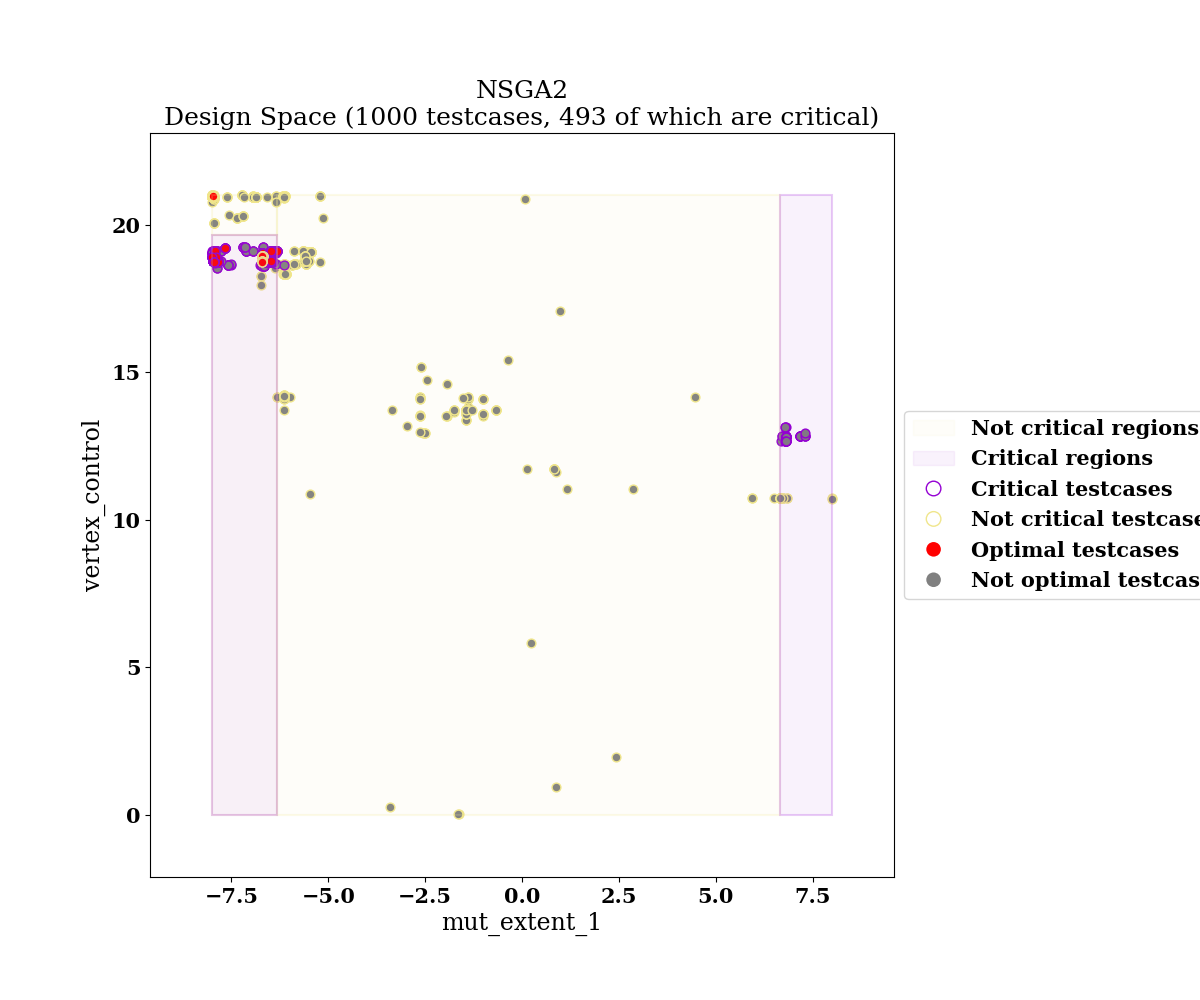 NSGA2
Design Space (1000 testcases, 493 of which are critical)
20
15
10
5
0
vertex_control
−7.5 −5.0 −2.5 0.0 2.5 5.0 7.5
mut_extent_1
Not critical regions
Critical regions
Critical testcases
Not critical testcase
Optimal testcases
Not optimal testcas